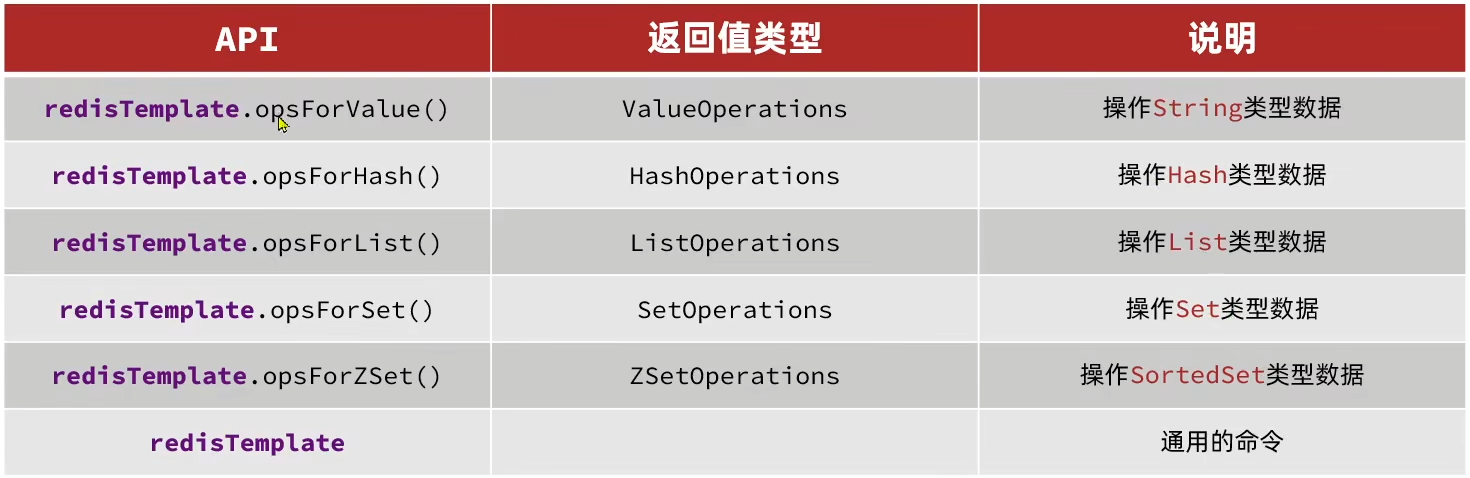 API 返回值类型 说明
redisTemplate.opsForValue() ValueOperations 操作String类型数据
redisTemplate.opsForHash() HashOperations 操作Hash类型数据
redisTemplate.opsForList() ListOperations 操作List类型数据
redisTemplate.opsForSet() SetOperations 操作Set类型数据
redisTemplate.opsForZSet() ZSetOperations 操作SortedSet类型数据
redisTemplate 通用的命令